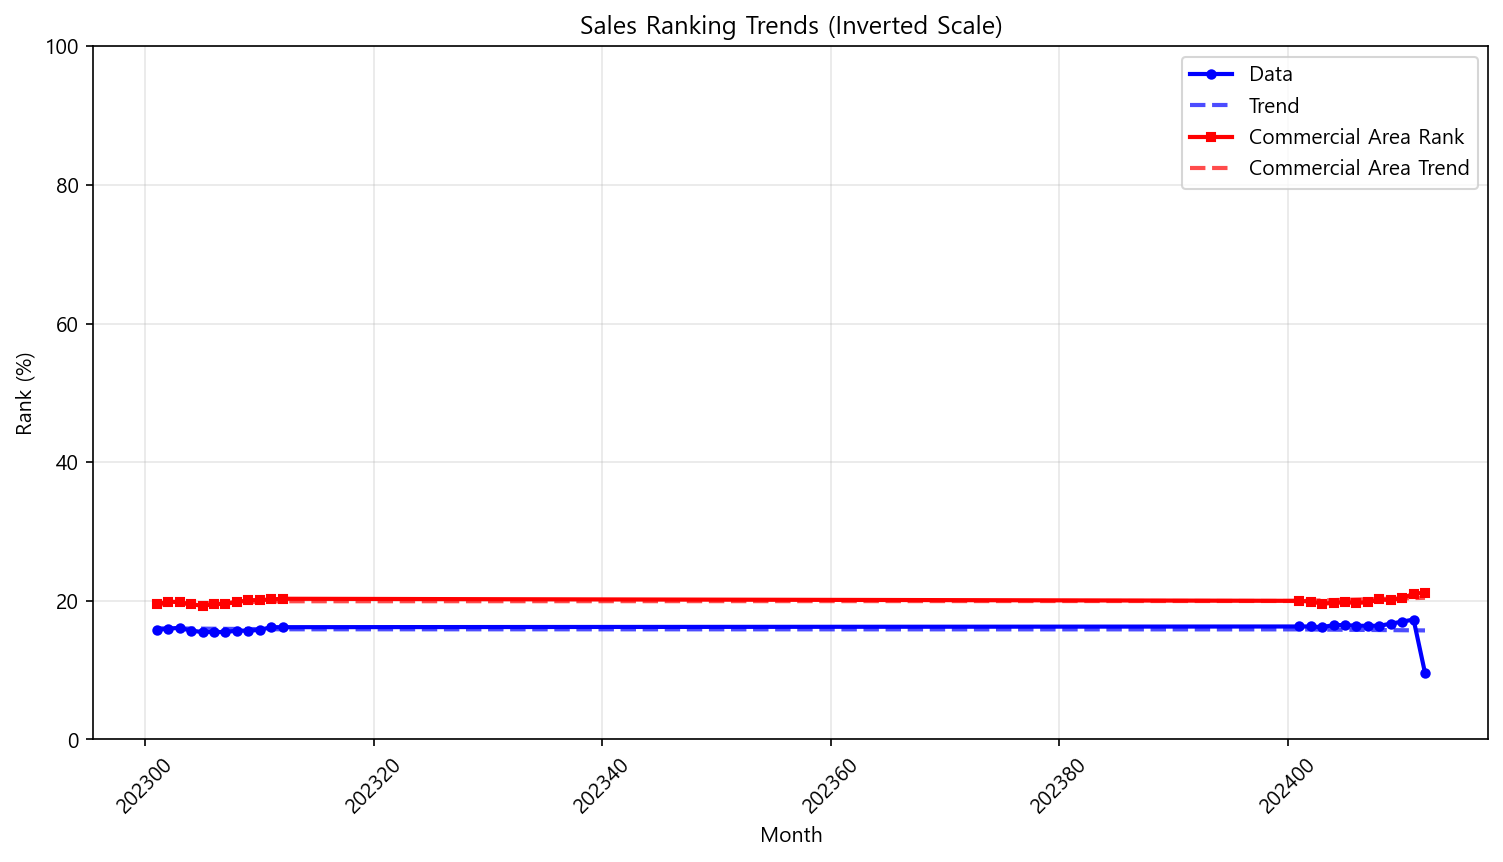 Sales Ranking Trends (Inverted Scale)
100
80
60
40
20
0
Rank (%)
Data
Trend
Commercial Area Rank
Commercial Area Trend
202300
202320
202340
202360
202380
202400
Month